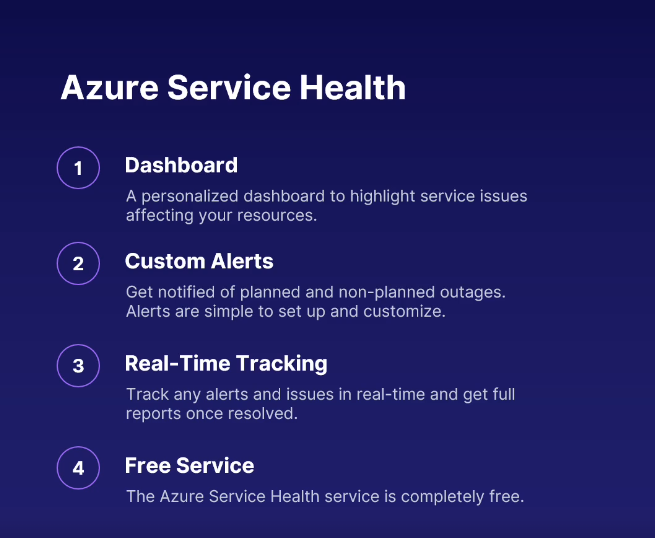 Azure Service Health
1
Dashboard
A personalized dashboard to highlight service issues
affecting your resources.
2
Custom Alerts
Get notified of planned and non-planned outages.
Alerts are simple to set up and customize.
3
Real-Time Tracking
Track any alerts and issues in real-time and get full
reports once resolved.
4
Free Service
The Azure Service Health service is completely free.